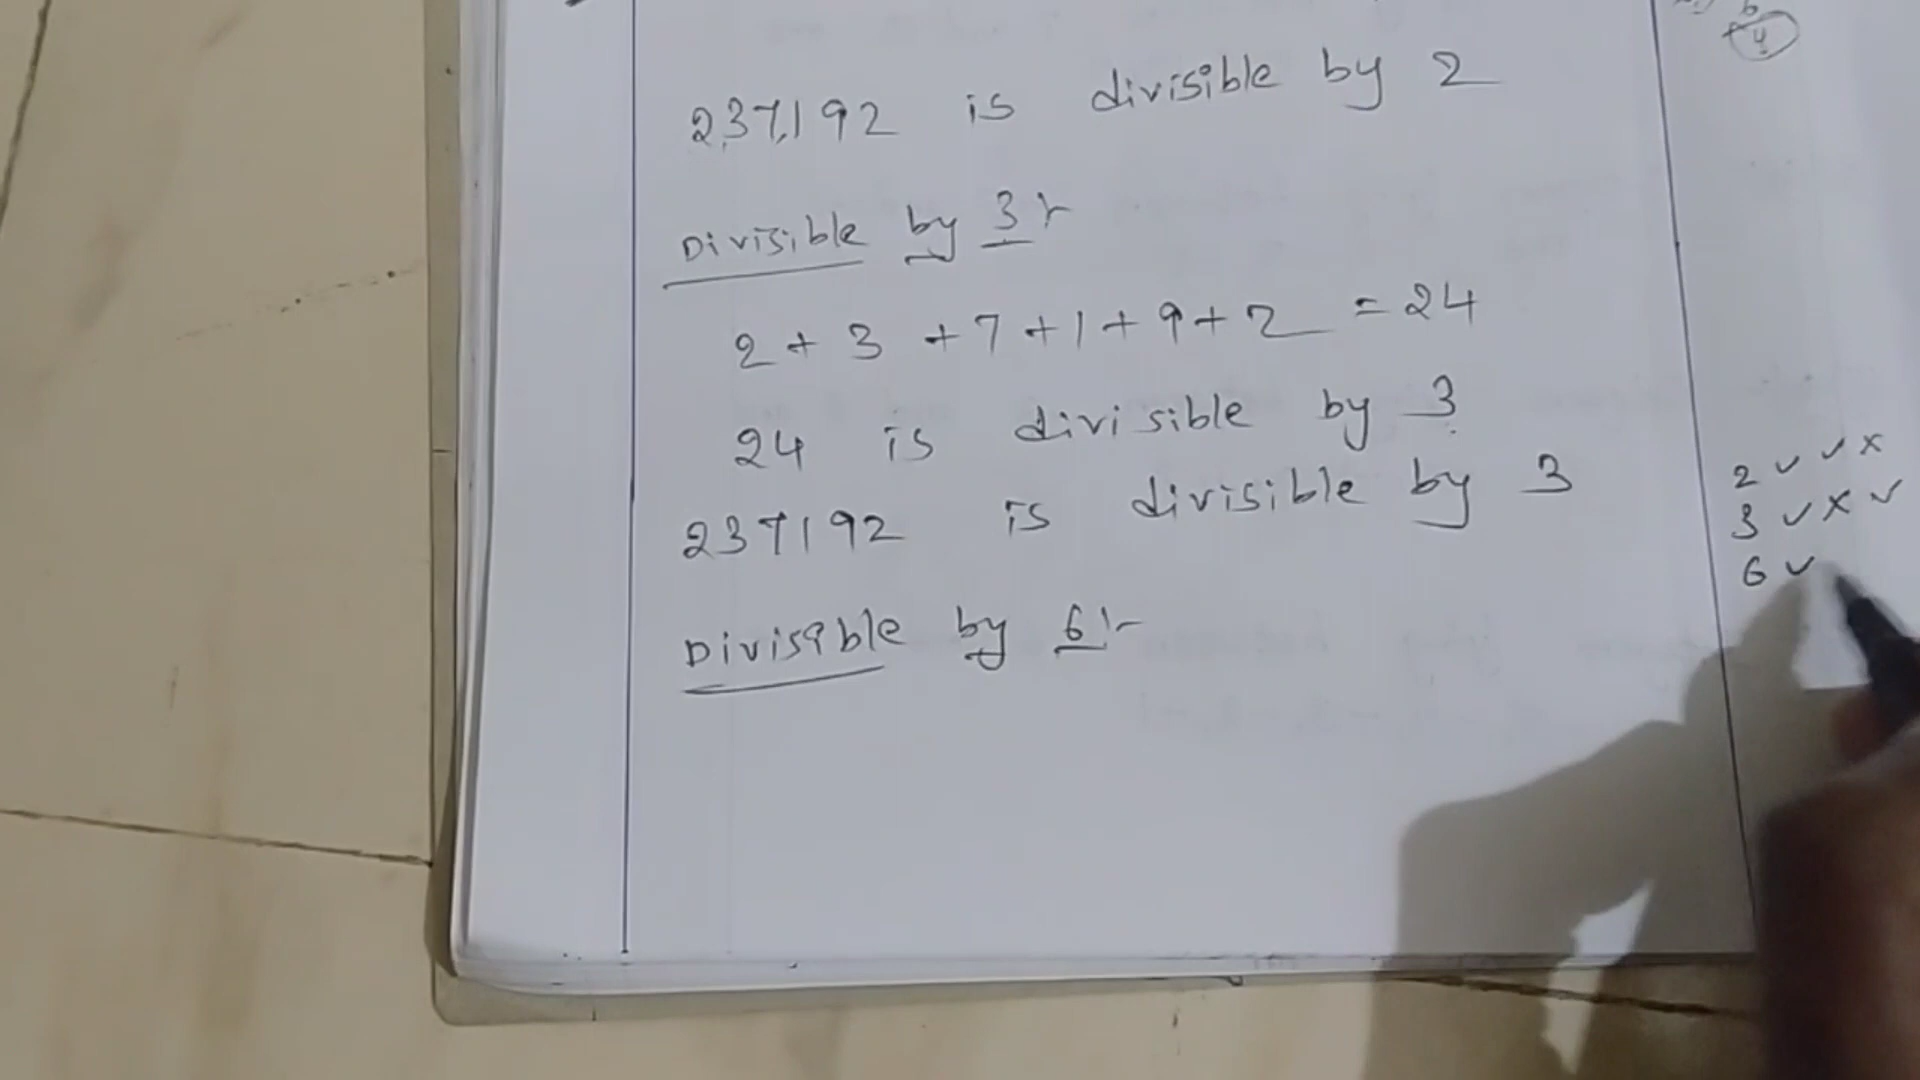 237192 is divisible by 2
Divisible by 3:-
2 + 3 + 7 + 1 + 9 + 2 = 24
24 is divisible by 3
237192 is divisible by 3
Divisible by 6:-
2 ✓ ✓ ×
3 ✓ × ✓
6 ✓